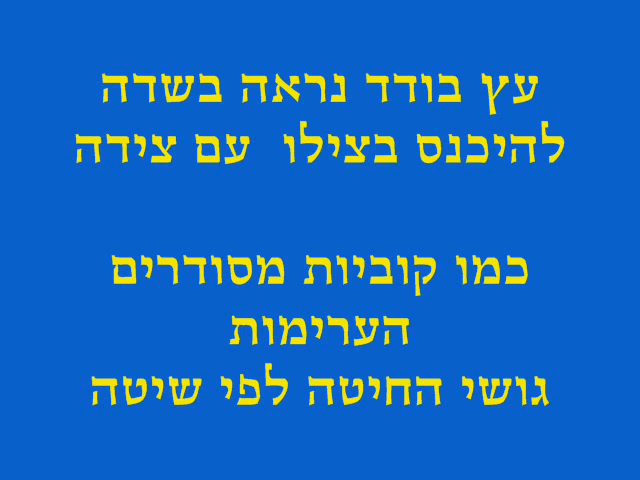 עץ בודד נראה בשדה
להיכנס בצילו  עם צידה
כמו קוביות מסודרים
הערימות
גושי החיטה לפי שיטה